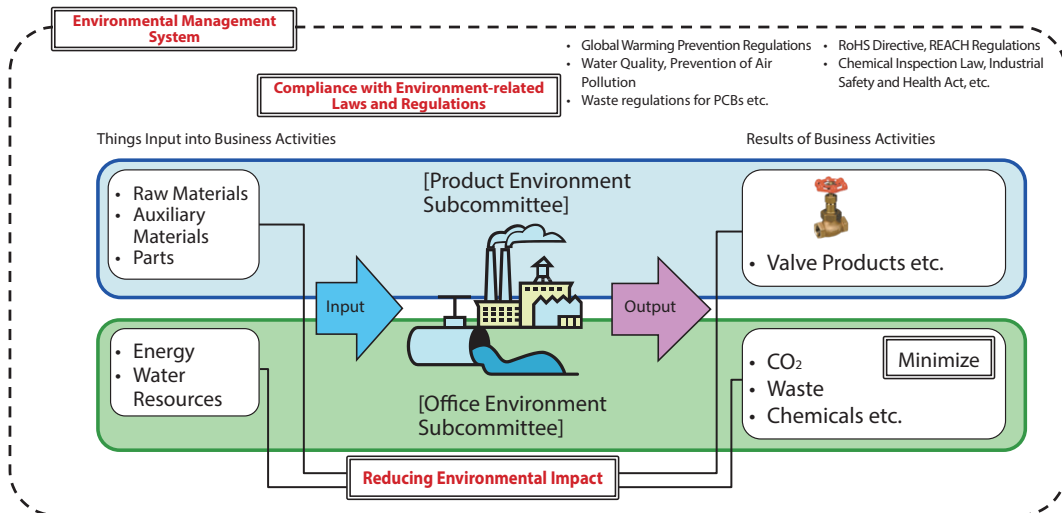 Environmental Management
System
• Global Warming Prevention Regulations
• Water Quality, Prevention of Air
Pollution
• Waste regulations for PCBs etc.
• RoHS Directive, REACH Regulations
• Chemical Inspection Law, Industrial
Safety and Health Act, etc.
Compliance with Environment-related
Laws and Regulations
Things Input into Business Activities
Results of Business Activities
• Raw Materials
• Auxiliary
Materials
• Parts
[Product Environment
Subcommittee]
• Valve Products etc.
Input
Output
• Energy
• Water
Resources
[Office Environment
Subcommittee]
Minimize
• CO₂
• Waste
• Chemicals etc.
Reducing Environmental Impact